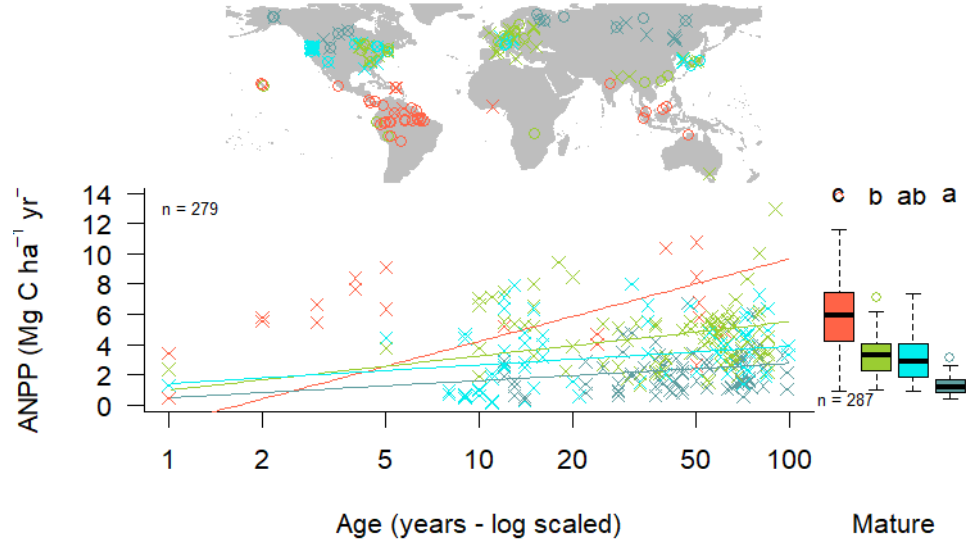 14
12
10
8
6
4
2
0
ANPP (Mg C ha⁻¹ yr⁻
n = 279
c b ab a
n = 287
1 2 5 10 20 50 100
Age (years - log scaled)
Mature